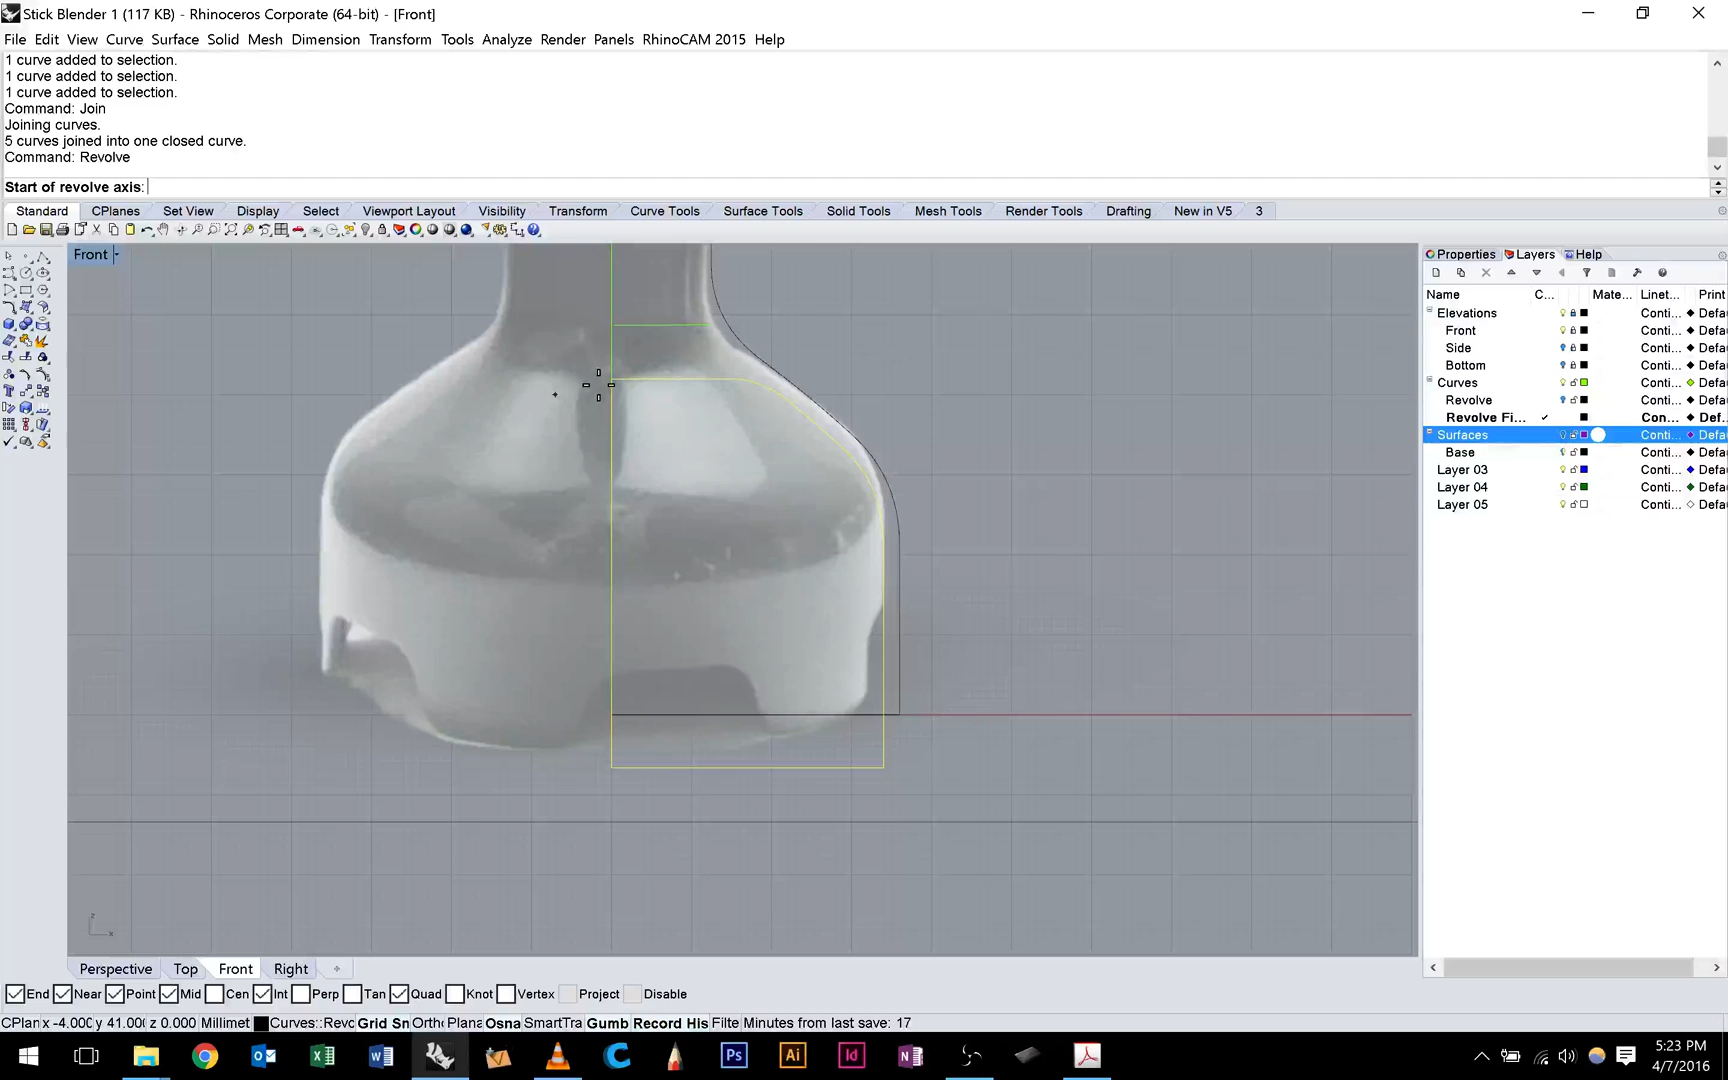 Stick Blender 1 (117 KB) - Rhinoceros Corporate (64-bit) - [Front]
File Edit View Curve Surface Solid Mesh Dimension Transform Tools Analyze Render Panels RhinoCAM 2015 Help
1 curve added to selection.
1 curve added to selection.
1 curve added to selection.
Command: Join
Joining curves.
5 curves joined into one closed curve.
Command: Revolve
Start of revolve axis:
Standard CPlanes Set View Display Select Viewport Layout Visibility Transform Curve Tools Surface Tools Solid Tools Mesh Tools Render Tools Drafting New in V5 3
Front
Properties Layers Help
Name C... Mate... Linet... Print
Elevations Conti... Defa
Front Conti... Defa
Side Conti... Defa
Bottom Conti... Defa
Curves Conti... Defa
Revolve Conti... Defa
Revolve Fi... Con... Def.
Surfaces Conti... Defa
Base Conti... Defa
Layer 03 Conti... Defa
Layer 04 Conti... Defa
Layer 05 Conti... Defa
z
x
Perspective Top Front Right
End Near Point Mid Cen Int Perp Tan Quad Knot Vertex Project Disable
CPlan x -4.000 y 41.000 z 0.000 Millimet Curves::Revo Grid Sn Ortho Plana Osna SmartTra Gumb Record His Filte Minutes from last save: 17
Ps Ai Id
5:23 PM
4/7/2016